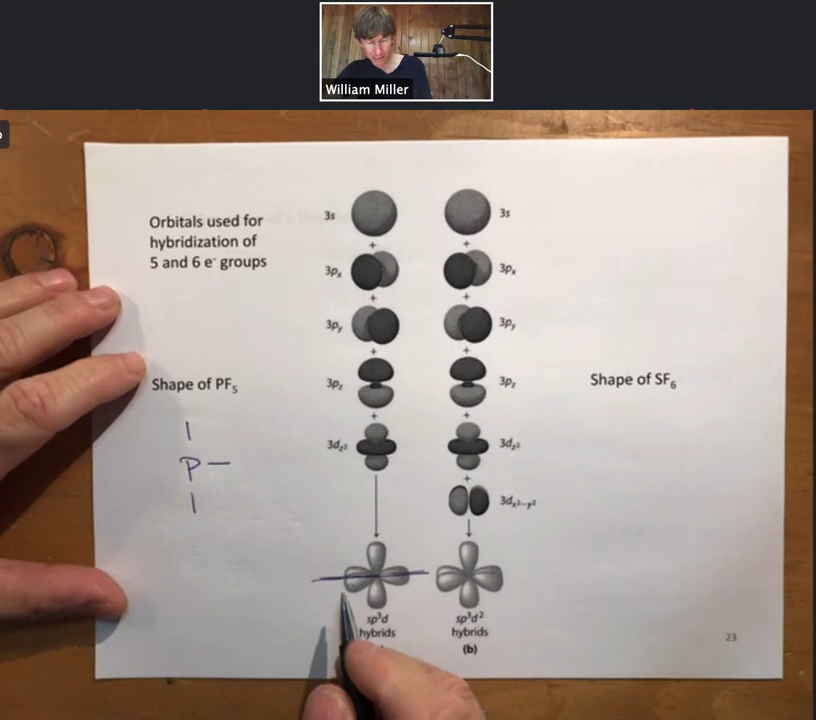 William Miller
Orbitals used for
hybridization of
5 and 6 e⁻ groups
Shape of PF₅
P
3s
+
3pₓ
+
3pᵧ
+
3p_z
+
3d_z²
sp³d
hybrids
3s
+
3pₓ
+
3pᵧ
+
3p_z
+
3d_z²
+
3d_x²−y²
sp³d²
hybrids
(b)
Shape of SF₆
23